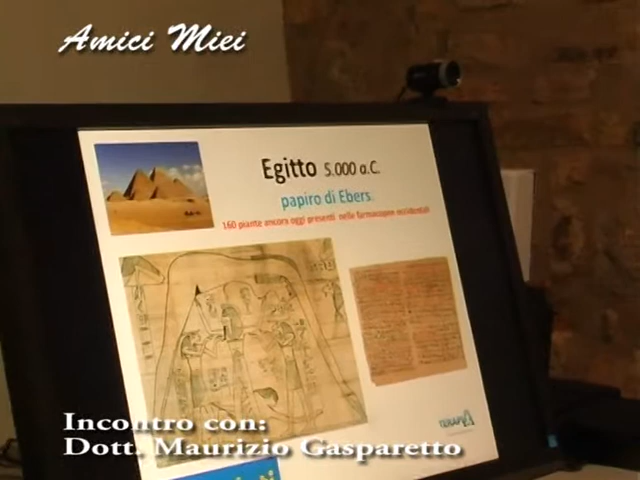 Amici Miei
Egitto 5.000 a.C.
papiro di Ebers
160 piante ancora oggi presenti nelle farmacopee occidentali
TERAPIA
Incontro con:
Dott. Maurizio Gasparetto